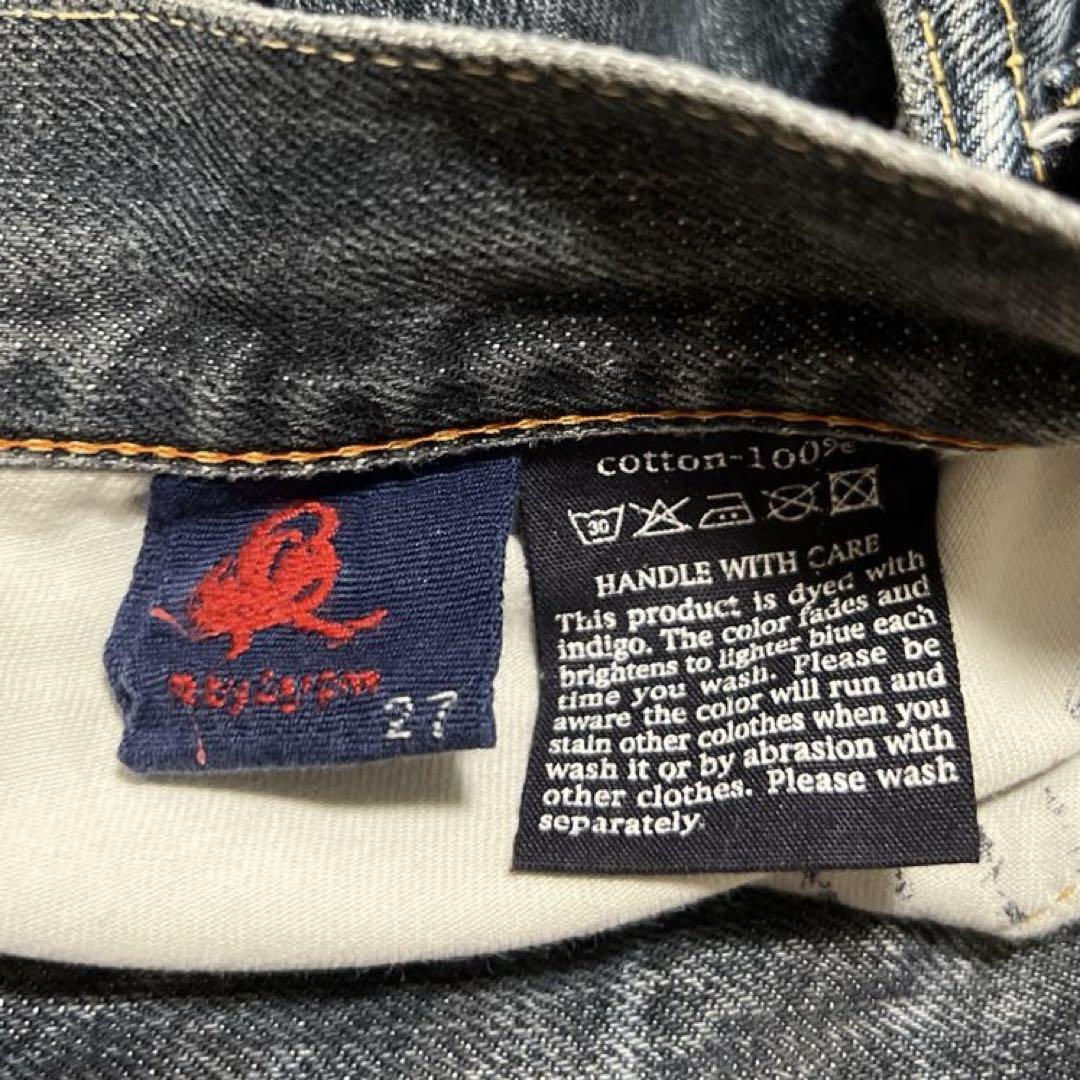 27
cotton-100%
30
HANDLE WITH CARE
This product is dyed with
indigo. The color fades and
brightens to lighter blue each
time you wash. Please be
aware the color will run and
stain other colothes when you
wash it or by abrasion with
other clothes. Please wash
separately.